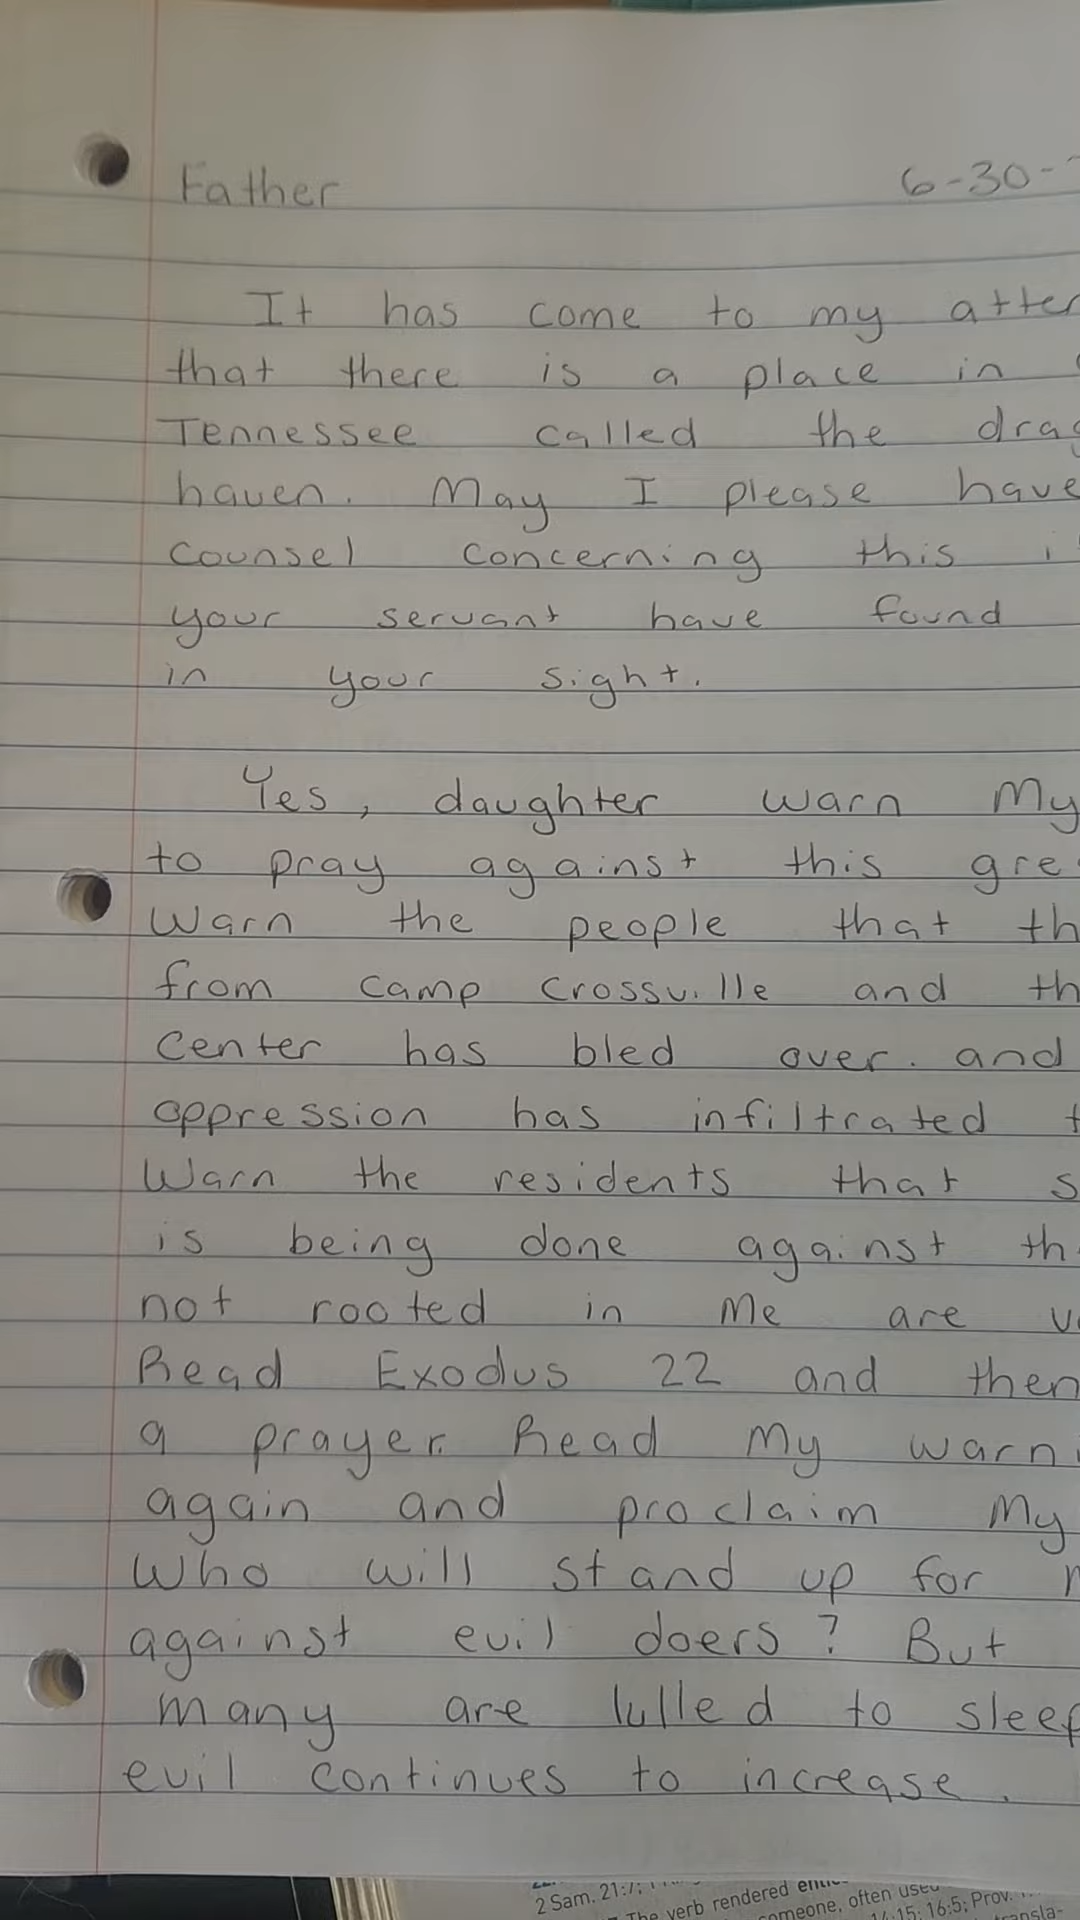 Father 6-30-
It has come to my atten
that there is a place in
Tennessee called the drag
haven. May I please have
counsel concerning this i
your servant have found
in your sight.
Yes, daughter warn My
to pray against this gre
Warn the people that th
from camp crossville and th
center has bled over. and
oppression has infiltrated t
Warn the residents that s
is being done against th
not rooted in Me are v
Read Exodus 22 and then
a prayer. Read My warn
again and proclaim My
Who will stand up for M
against evil doers? But
many are lulled to sleep
evil continues to increase.
2 Sam. 21:7;
The verb rendered
someone, often used
14:15; 16:5; Prov.
transla-